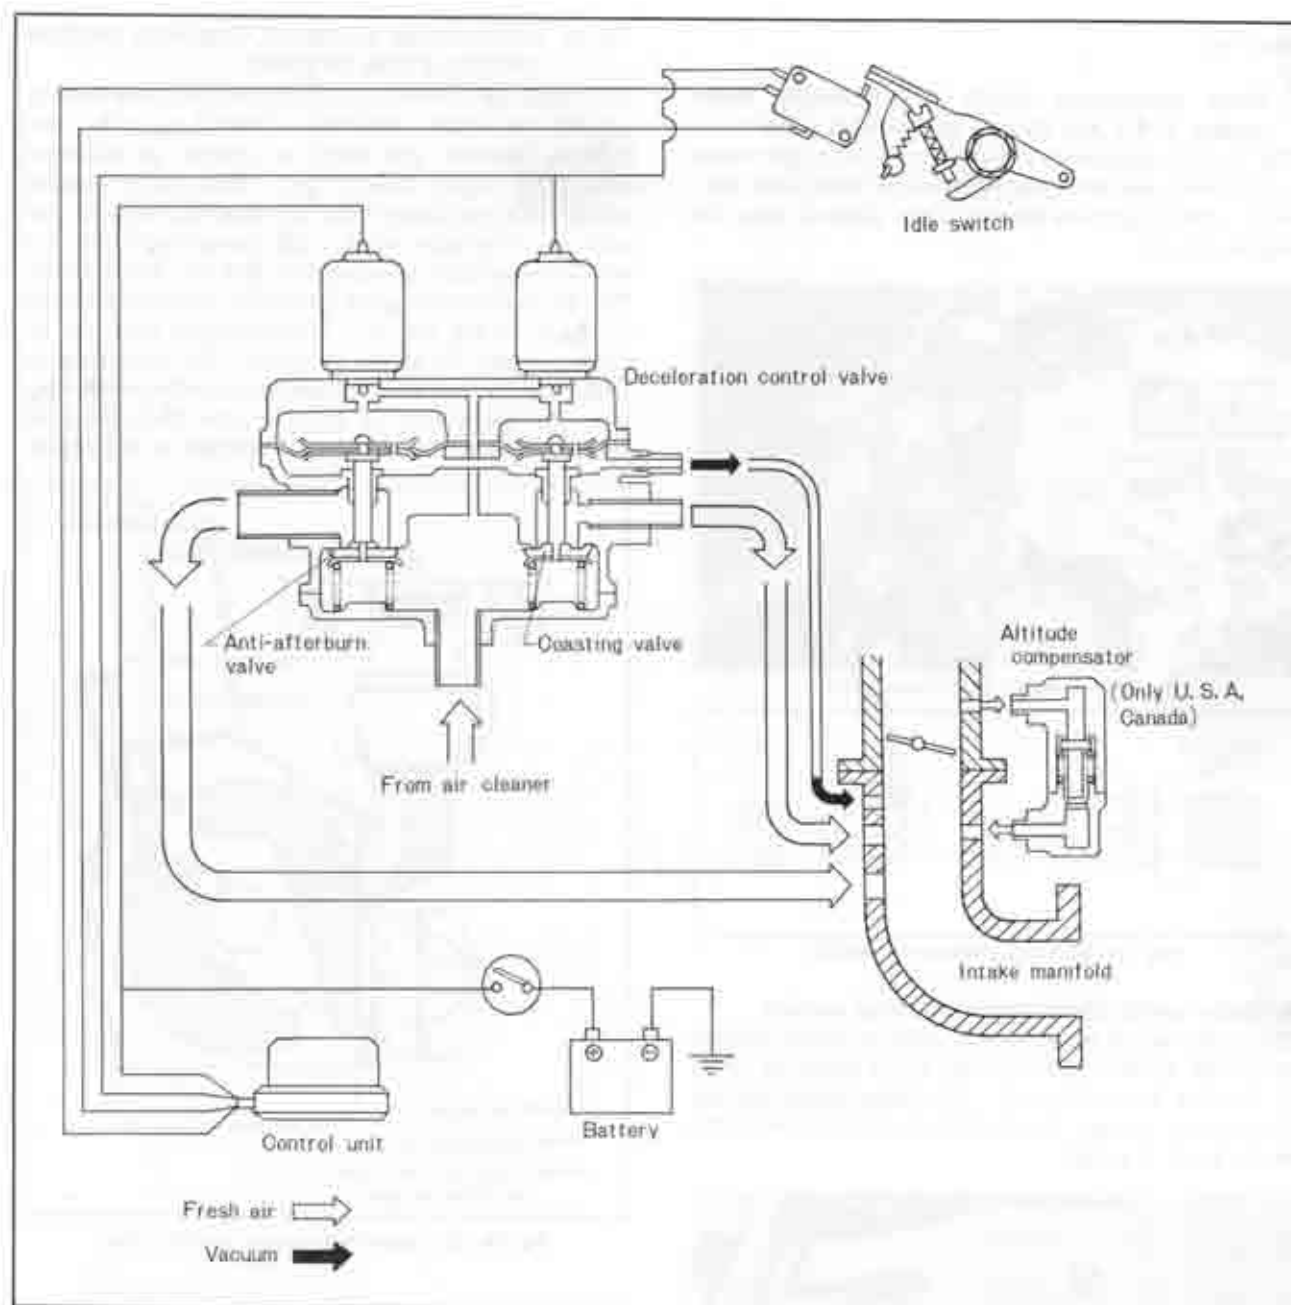 Idle switch
Deceleration control valve
Anti-afterburn
valve
Coasting valve
Altitude
compensator
(Only U. S. A,
Canada)
From air cleaner
Intake manifold
Control unit
Battery
Fresh air
Vacuum